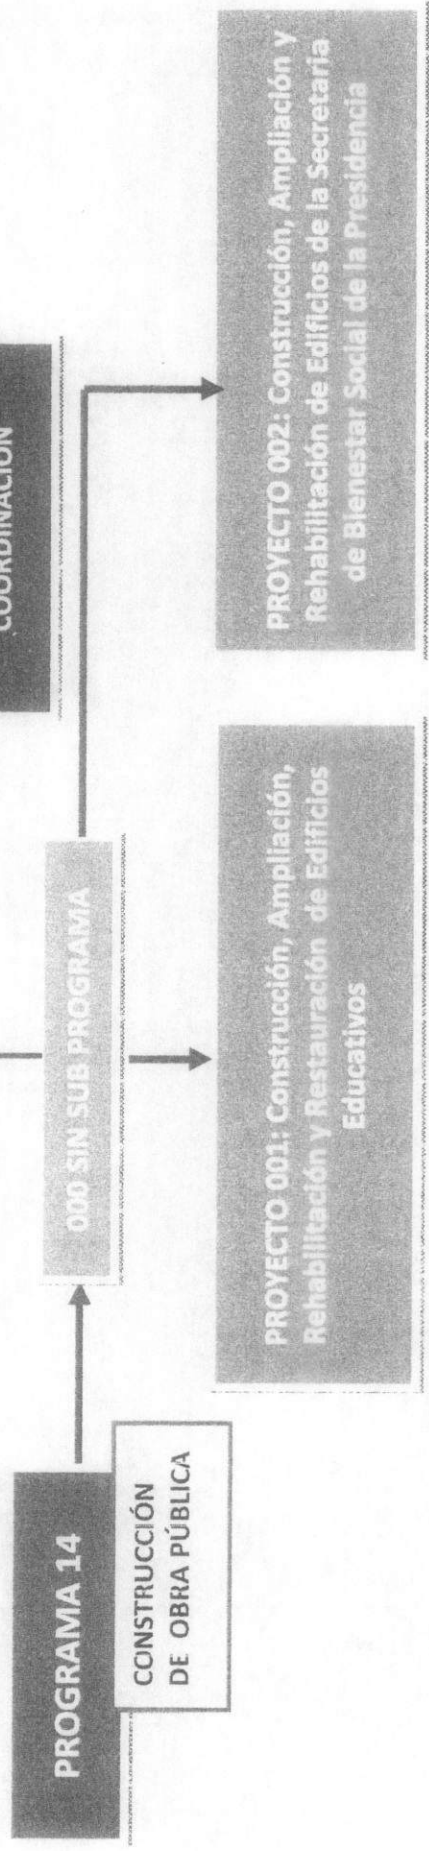 COORDINACIÓN
PROGRAMA 14
CONSTRUCCIÓN
DE OBRA PÚBLICA
000 SIN SUB PROGRAMA
PROYECTO 001: Construcción, Ampliación,
Rehabilitación y Restauración de Edificios
Educativos
PROYECTO 002: Construcción, Ampliación y
Rehabilitación de Edificios de la Secretaria
de Bienestar Social de la Presidencia